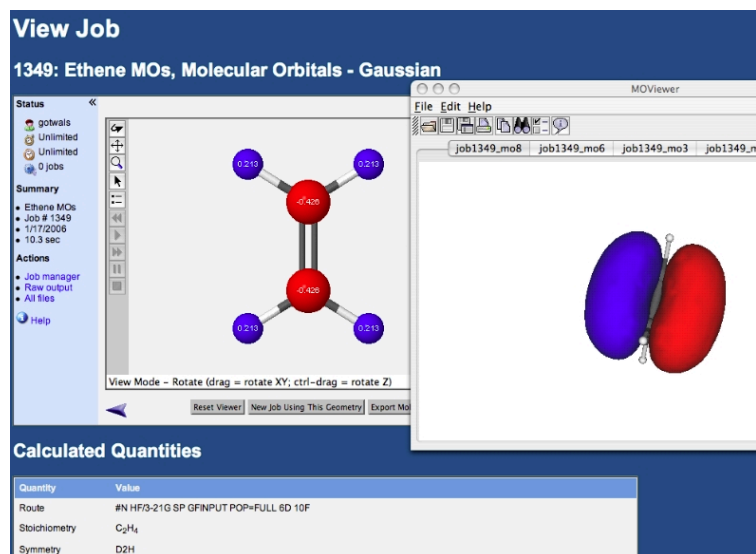 View Job
1349: Ethene MOs, Molecular Orbitals - Gaussian
Status «
gotwals
Unlimited
Unlimited
0 jobs
Summary
• Ethene MOs
• Job # 1349
• 1/17/2006
• 10.3 sec
Actions
• Job manager
• Raw output
• All files
Help
0.213 0.213
-0.426
-0.426
0.213 0.213
View Mode - Rotate (drag = rotate XY; ctrl-drag = rotate Z)
Reset Viewer New Job Using This Geometry Export Mol
MOViewer
File Edit Help
job1349_mo8 job1349_mo6 job1349_mo3 job1349_m
Calculated Quantities
Quantity Value
Route #N HF/3-21G SP GFINPUT POP=FULL 6D 10F
Stoichiometry C2H4
Symmetry D2H